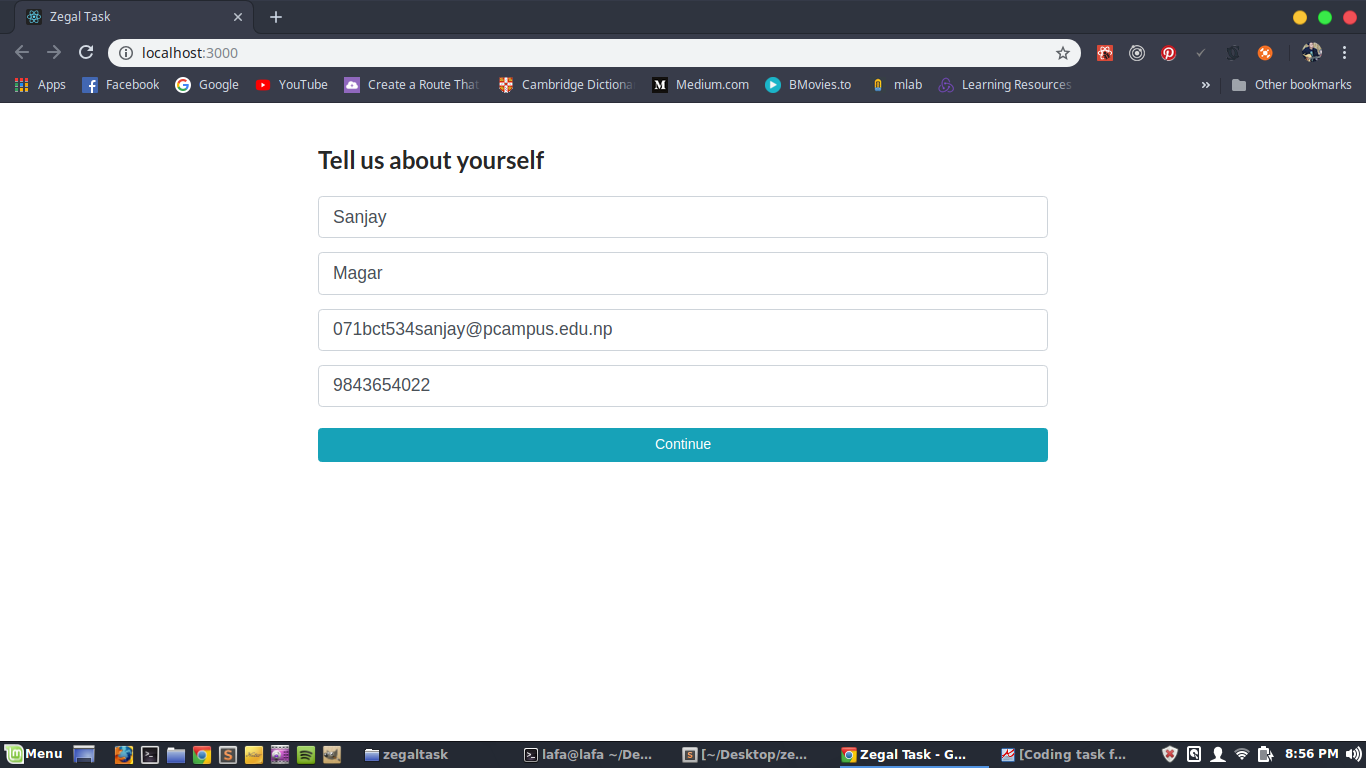 Zegal Task
localhost:3000
Apps Facebook Google YouTube Create a Route That Cambridge Dictiona Medium.com BMovies.to mlab Learning Resources » Other bookmarks
Tell us about yourself
Sanjay
Magar
071bct534sanjay@pcampus.edu.np
9843654022
Continue
Menu zegaltask lafa@lafa ~/De... [~/Desktop/ze... Zegal Task - G... [Coding task f... 8:56 PM